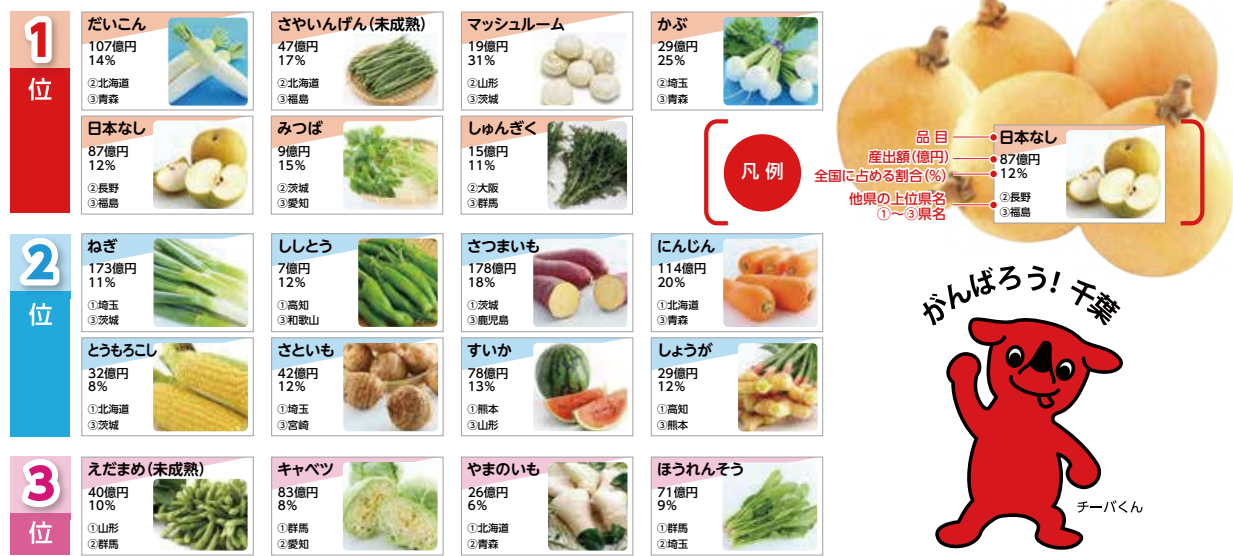 1
位
だいこん
107億円
14%
②北海道
③青森
さやいんげん(未成熟)
47億円
17%
②北海道
③福島
マッシュルーム
19億円
31%
②山形
③茨城
かぶ
29億円
25%
②埼玉
③青森
日本なし
87億円
12%
②長野
③福島
みつば
9億円
15%
②茨城
③愛知
しゅんぎく
15億円
11%
②大阪
③群馬
凡例
品目
産出額(億円)
全国に占める割合(%)
他県の上位県名
①~③県名
日本なし
87億円
12%
②長野
③福島
2
位
ねぎ
173億円
11%
①埼玉
③茨城
ししとう
7億円
12%
①高知
③和歌山
さつまいも
178億円
18%
①茨城
③鹿児島
にんじん
114億円
20%
①北海道
③青森
とうもろこし
32億円
8%
①北海道
③茨城
さといも
42億円
12%
①埼玉
③宮崎
すいか
78億円
13%
①熊本
③山形
しょうが
29億円
12%
①高知
③熊本
3
位
えだまめ(未成熟)
40億円
10%
①山形
②群馬
キャベツ
83億円
8%
①群馬
②愛知
やまのいも
26億円
6%
①北海道
②青森
ほうれんそう
71億円
9%
①群馬
②埼玉
がんばろう!千葉
チーバくん